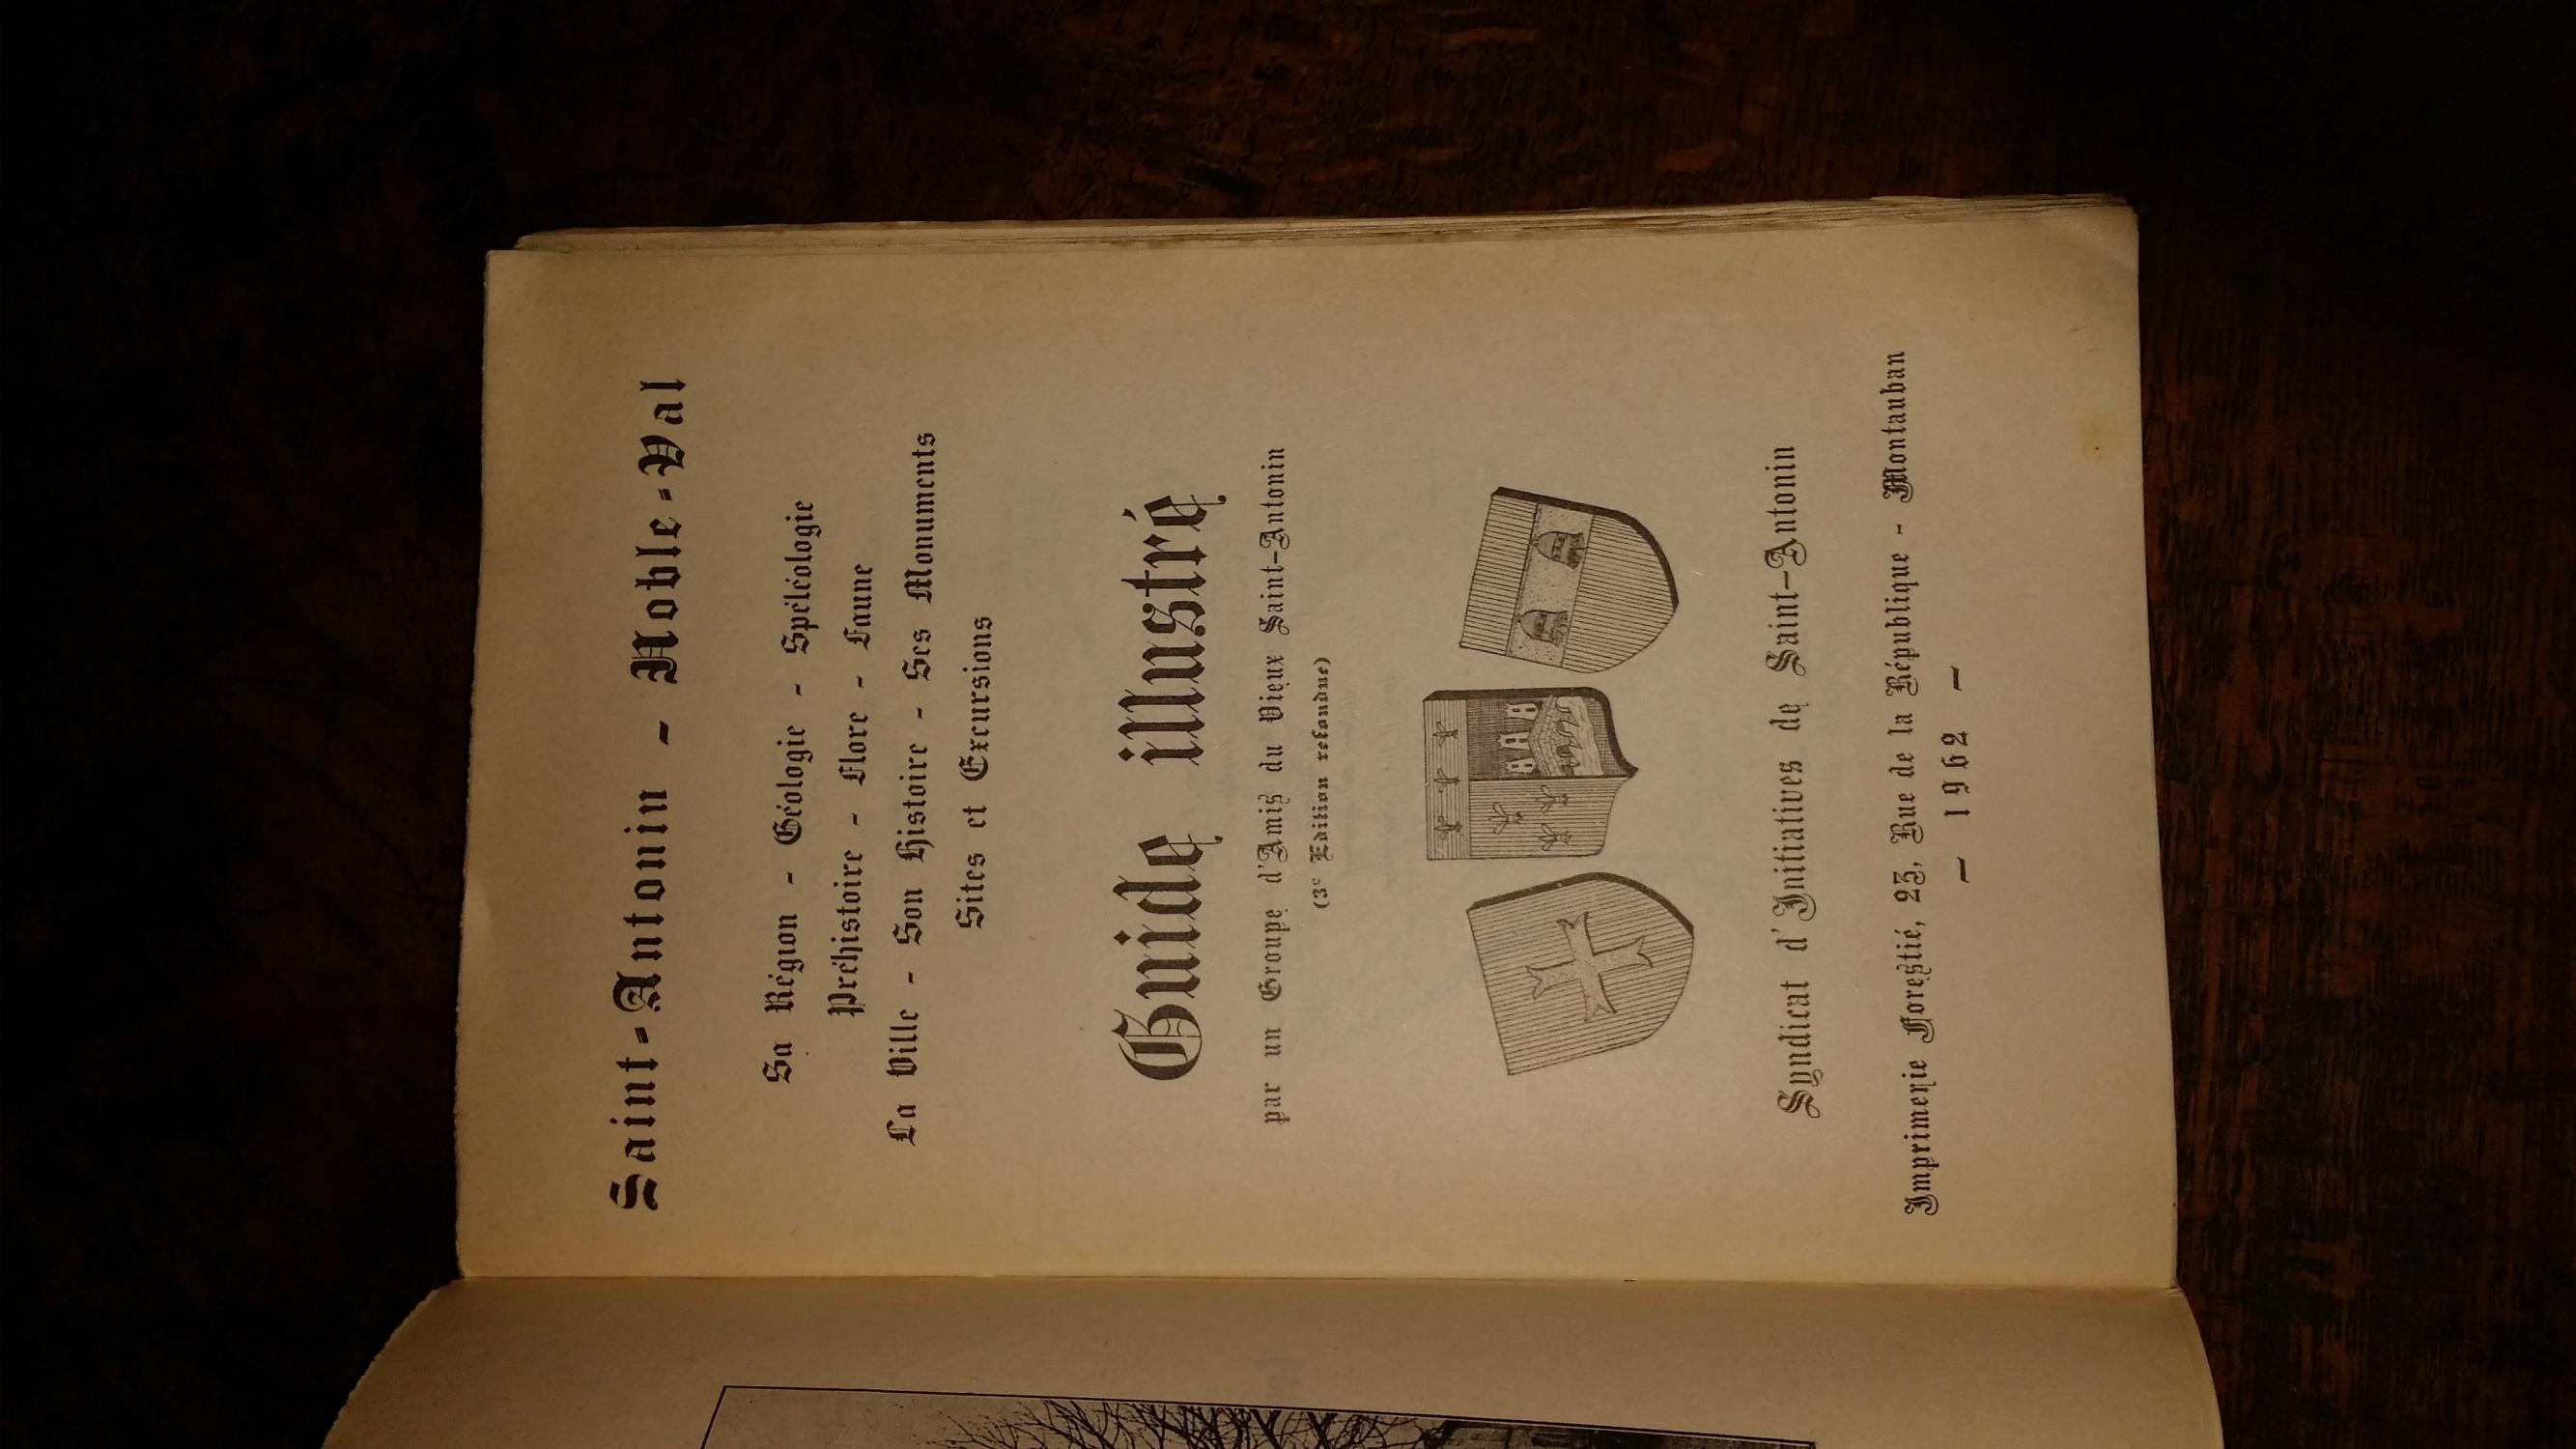 Saint-Antonin - Noble-Val
Sa Région - Géologie - Spéléologie
Préhistoire - Flore - Faune
La Ville - Son Histoire - Ses Monuments
Sites et Excursions
Guide illustré
par un Groupe d'Amis du Vieux Saint-Antonin
(3e Edition refondue)
Syndicat d'Initiatives de Saint-Antonin
Imprimerie Forestié, 23, Rue de la République - Montauban
— 1962 —